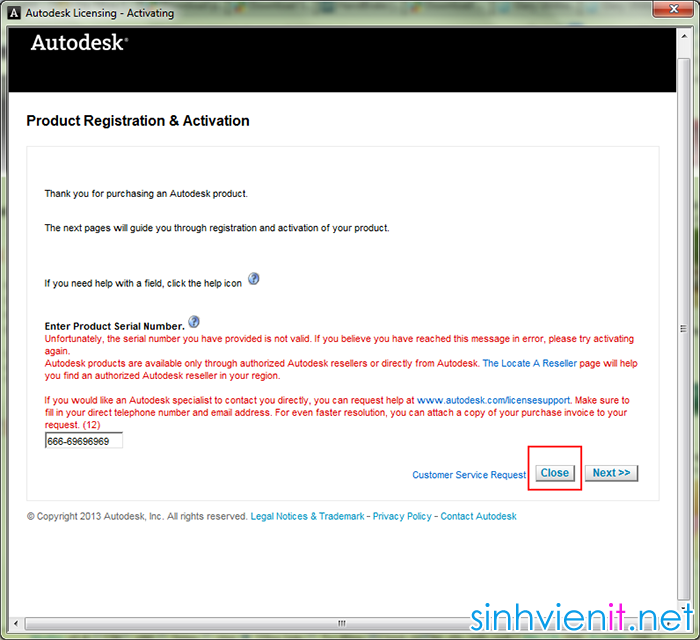 Autodesk Licensing - Activating
Autodesk®
Product Registration & Activation
Thank you for purchasing an Autodesk product.
The next pages will guide you through registration and activation of your product.
If you need help with a field, click the help icon ?
Enter Product Serial Number. ?
Unfortunately, the serial number you have provided is not valid. If you believe you have reached this message in error, please try activating
again.
Autodesk products are available only through authorized Autodesk resellers or directly from Autodesk. The Locate A Reseller page will help
you find an authorized Autodesk reseller in your region.
If you would like an Autodesk specialist to contact you directly, you can request help at www.autodesk.com/licensesupport. Make sure to
fill in your direct telephone number and email address. For even faster resolution, you can attach a copy of your purchase invoice to your
request. (12)
666-69696969
Customer Service Request Close Next >>
© Copyright 2013 Autodesk, Inc. All rights reserved. Legal Notices & Trademark - Privacy Policy - Contact Autodesk
sinhvienit.net